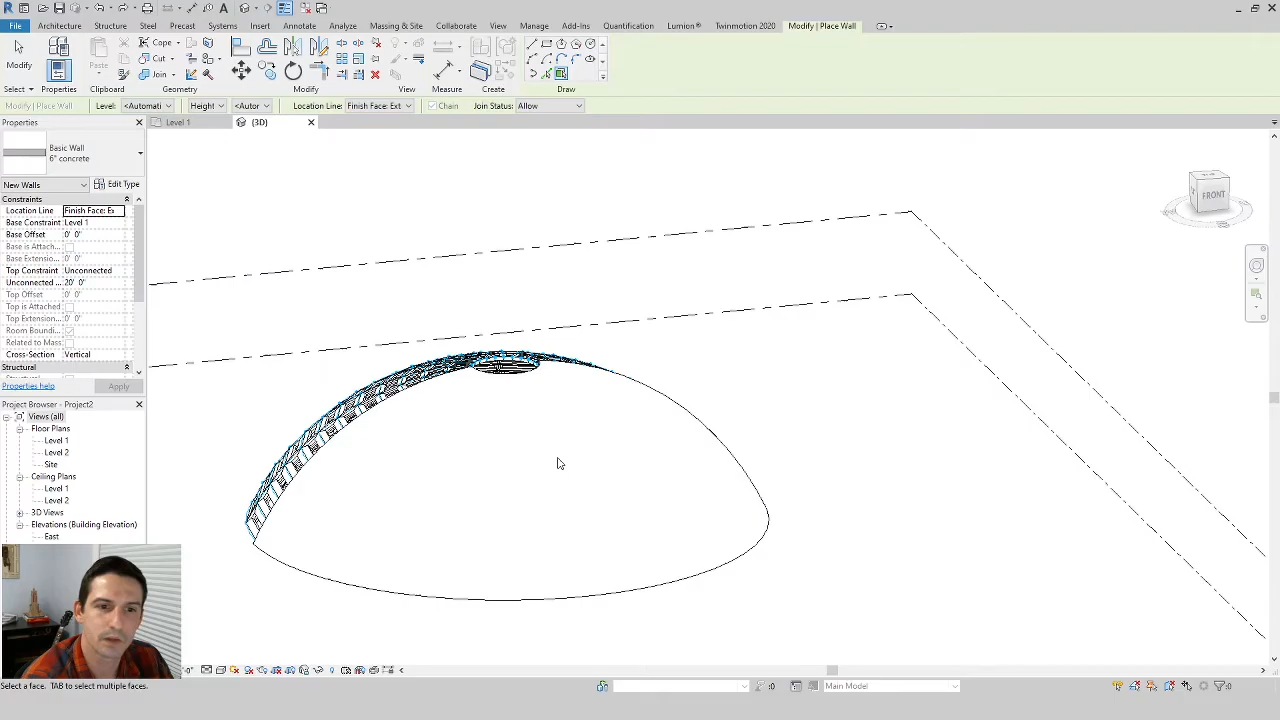 File Architecture Structure Steel Precast Systems Insert Annotate Analyze Massing & Site Collaborate View Manage Add-Ins Quantification Lumion® Twinmotion 2020 Modify | Place Wall
Modify Paste Cope Cut Join
Select Properties Clipboard Geometry Modify View Measure Create Draw
Modify | Place Wall Level: <Automati Height <Autor Location Line: Finish Face: Ext Chain Join Status: Allow
Properties
Level 1 {3D}
Basic Wall
6" concrete
New Walls Edit Type
Constraints
Location Line Finish Face: Ex
Base Constraint Level 1
Base Offset 0' 0"
Base is Attach...
Base Extensio... 0' 0"
Top Constraint Unconnected
Unconnected ... 20' 0"
Top Offset 0' 0"
Top is Attached
Top Extension... 0' 0"
Room Boundi...
Related to Mass
Cross-Section Vertical
Structural
Properties help Apply
Project Browser - Project2
Views (all)
Floor Plans
Level 1
Level 2
Site
Ceiling Plans
Level 1
Level 2
3D Views
Elevations (Building Elevation)
East
FRONT
Select a face. TAB to select multiple faces.
:0 Main Model :0